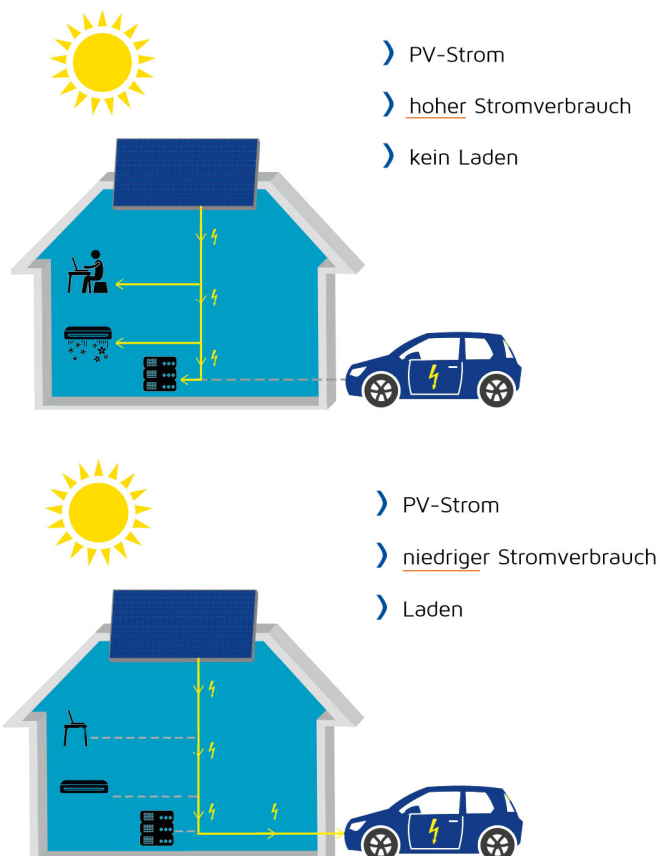 PV-Strom
hoher Stromverbrauch
kein Laden
PV-Strom
niedriger Stromverbrauch
Laden